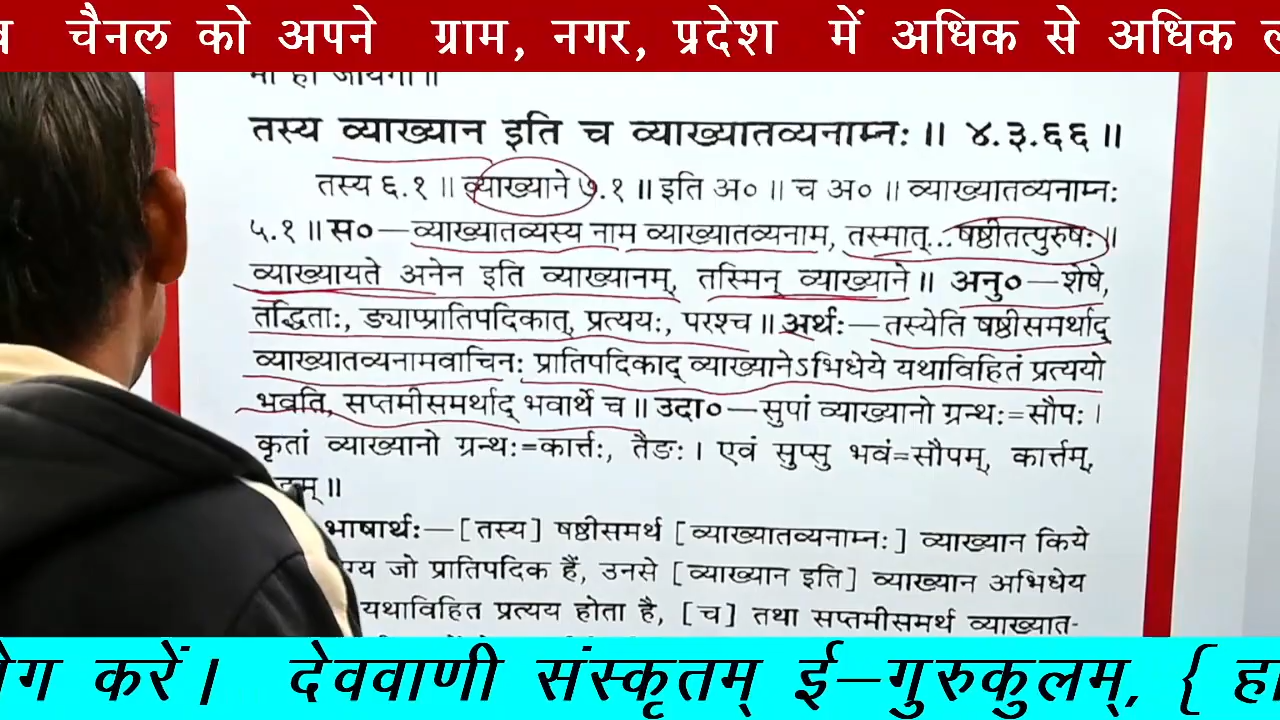 चैनल को अपने ग्राम, नगर, प्रदेश में अधिक से अधिक
तस्य व्याख्यान इति च व्याख्यातव्यनाम्नः ॥ ४.३.६६ ॥
तस्य ६.१ ॥ व्याख्याने ७.१ ॥ इति अ० ॥ च अ० ॥ व्याख्यातव्यनाम्नः
५.१ ॥ स०—व्याख्यातव्यस्य नाम व्याख्यातव्यनाम, तस्मात्...षष्ठीतत्पुरुषः ॥
व्याख्यायते अनेन इति व्याख्यानम्, तस्मिन् व्याख्याने ॥ अनु०—शेषे,
तद्धिताः, ङ्याप्प्रातिपदिकात्, प्रत्ययः, परश्च ॥ अर्थः—तस्येति षष्ठीसमर्थाद्
व्याख्यातव्यनामवाचिनः प्रातिपदिकाद् व्याख्यानेऽभिधेये यथाविहितं प्रत्ययो
भवति, सप्तमीसमर्थाद् भवार्थे च ॥ उदा०—सुपां व्याख्यानो ग्रन्थः=सौपः ।
कृतां व्याख्यानो ग्रन्थः=कार्त्तः, तैङः । एवं सुप्सु भवं=सौपम्, कार्त्तम्,
भाषार्थः—[तस्य] षष्ठीसमर्थ [व्याख्यातव्यनाम्नः] व्याख्यान किये
जो प्रातिपदिक हैं, उनसे [व्याख्यान इति] व्याख्यान अभिधेय
यथाविहित प्रत्यय होता है, [च] तथा सप्तमीसमर्थ व्याख्यात-
करें। देववाणी संस्कृतम् ई–गुरुकुलम्, {